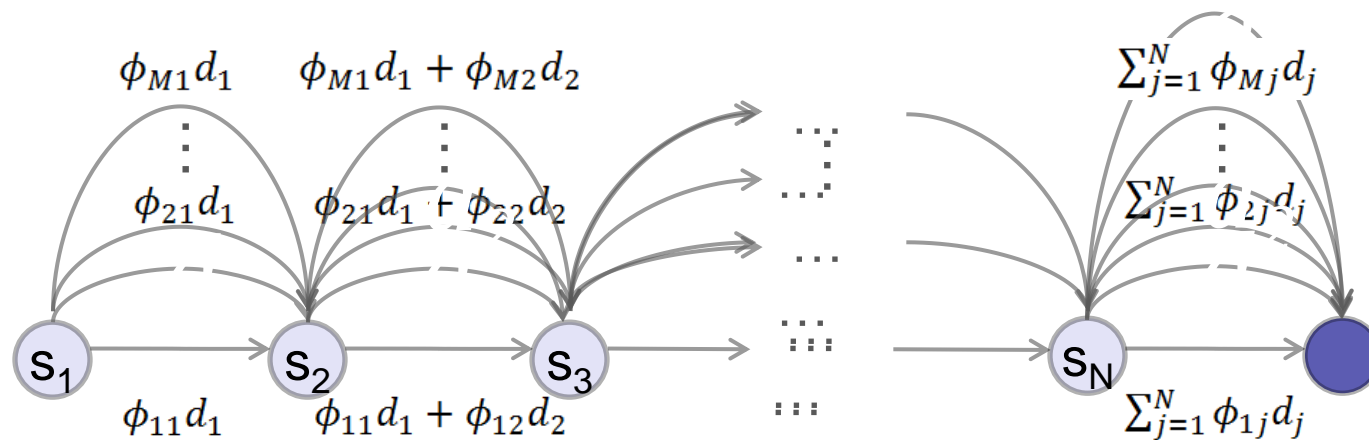 ϕ_{M1}d_1 ϕ_{M1}d_1 + ϕ_{M2}d_2 ∑_{j=1}^{N} ϕ_{Mj}d_j
ϕ_{21}d_1 ϕ_{21}d_1 + ϕ_{22}d_2 ∑_{j=1}^{N} ϕ_{2j}d_j
s_1 s_2 s_3 s_N
ϕ_{11}d_1 ϕ_{11}d_1 + ϕ_{12}d_2 ∑_{j=1}^{N} ϕ_{1j}d_j